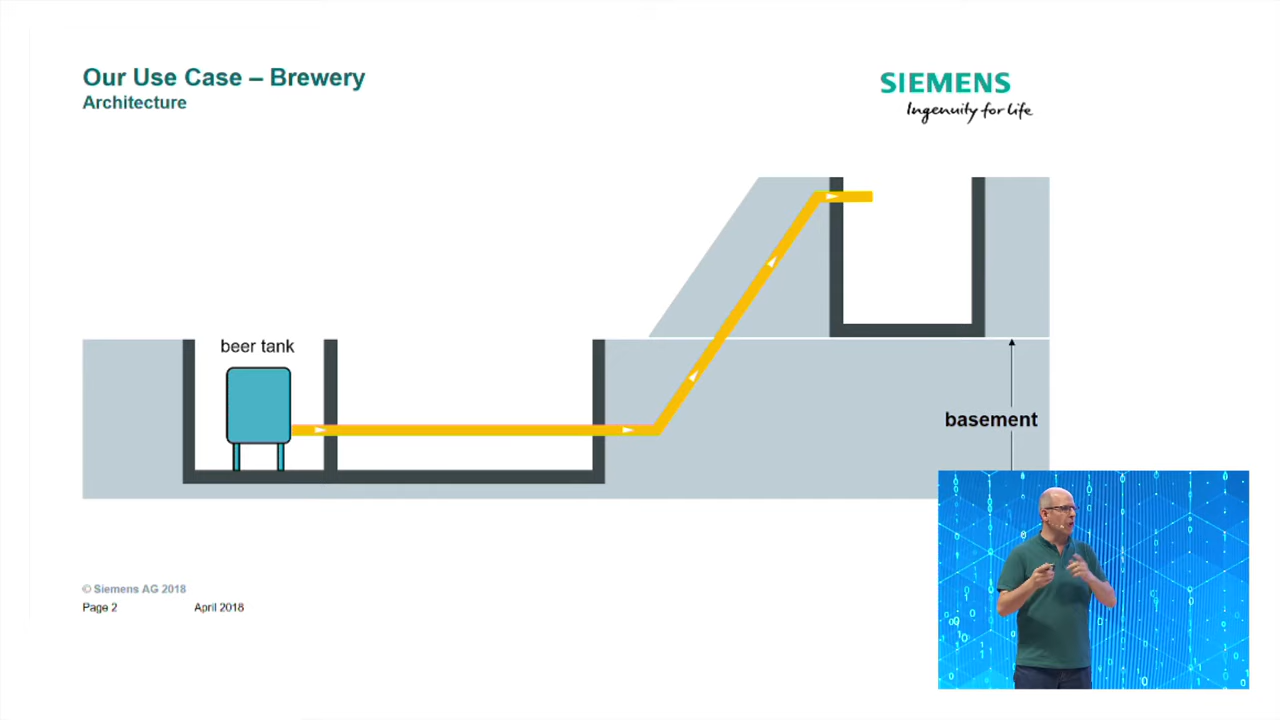 Our Use Case – Brewery
Architecture
SIEMENS
Ingenuity for life
beer tank
basement
© Siemens AG 2018
Page 2
April 2018